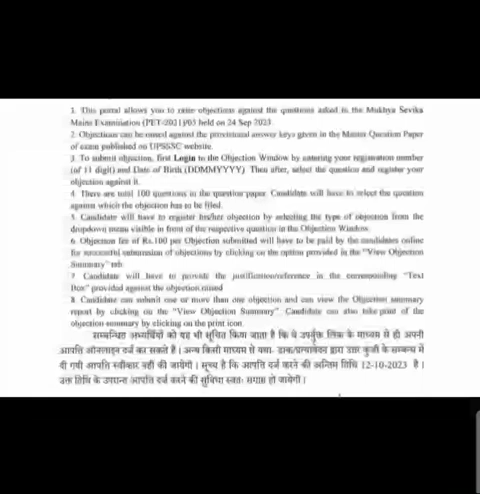 1. This portal allows you to raise objections against the questions asked in the Mukhya Sevika
Mains Examination (PET-2021)/03 held on 24 Sep 2023.
2. Objections can be raised against the provisional answer keys given in the Master Question Paper
of exam published on UPSSSC website.
3. To submit objection, first Login to the Objection Window by entering your registration number
(of 11 digit) and Date of Birth (DDMMYYYY). Then after, select the question and register your
objection against it.
4. There are total 100 questions in the question paper. Candidate will have to select the question
against which the objection has to be filed.
5. Candidate will have to register his/her objection by selecting the type of objection from the
dropdown menu visible in front of the respective question in the Objection Window.
6. Objection fee of Rs.100 per Objection submitted will have to be paid by the candidates online
for successful submission of objections by clicking on the option provided in the "View Objection
Summary" tab.
7. Candidate will have to provide the justification/reference in the corresponding "Text
Box" provided against the objection raised
8. Candidate can submit one or more than one objection and can view the Objection summary
report by clicking on the "View Objection Summary". Candidate can also take print of the
objection summary by clicking on the print icon.
सम्बन्धित अभ्यर्थियों को यह भी सूचित किया जाता है कि वे उपर्युक्त लिंक के माध्यम से ही अपनी
आपत्ति ऑनलाइन दर्ज कर सकते हैं। अन्य किसी माध्यम से यथा- डाक/प्रत्यावेदन द्वारा उत्तर कुंजी के सम्बन्ध में
दी गयी आपत्ति स्वीकार नहीं की जायेगी। सूच्य है कि आपत्ति दर्ज करने की अन्तिम तिथि 12-10-2023 है।
उक्त तिथि के उपरान्त आपत्ति दर्ज करने की सुविधा स्वतः समाप्त हो जायेगी।